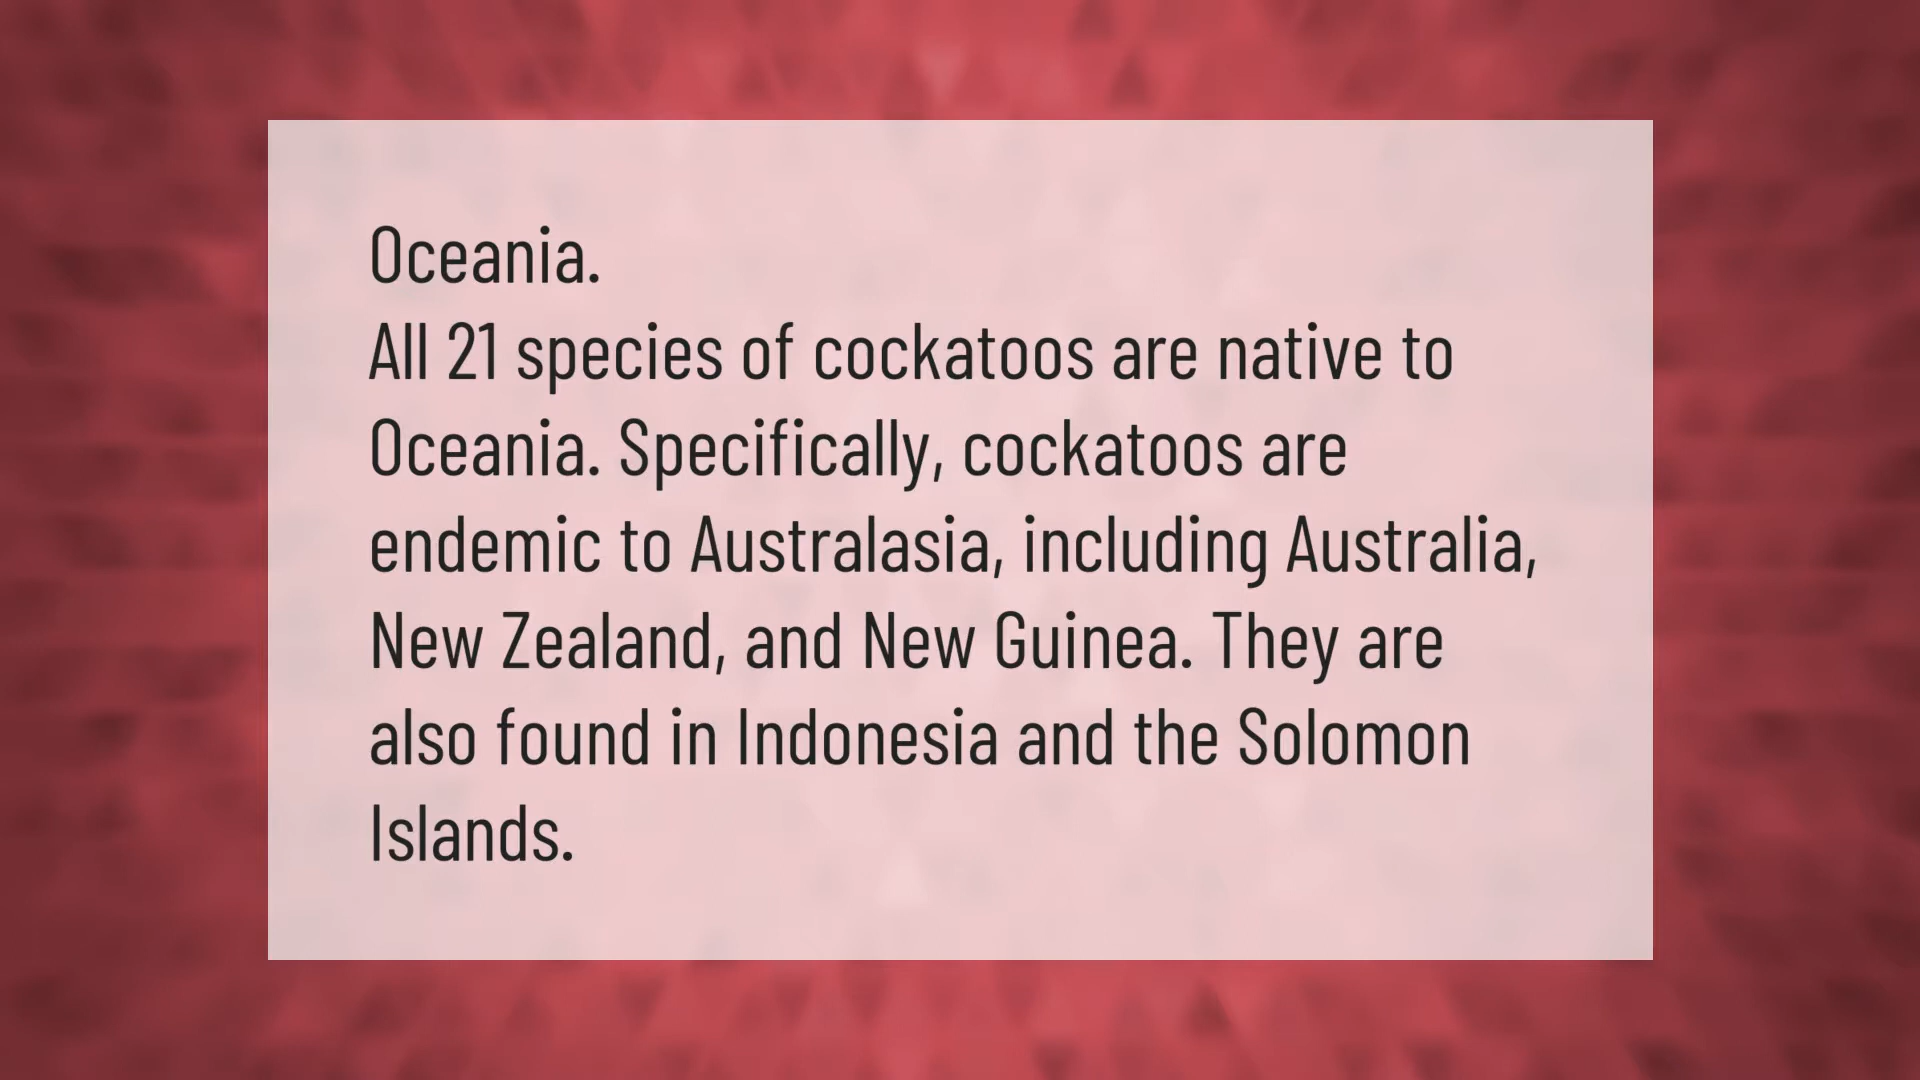 Oceania.
All 21 species of cockatoos are native to
Oceania. Specifically, cockatoos are
endemic to Australasia, including Australia,
New Zealand, and New Guinea. They are
also found in Indonesia and the Solomon
Islands.